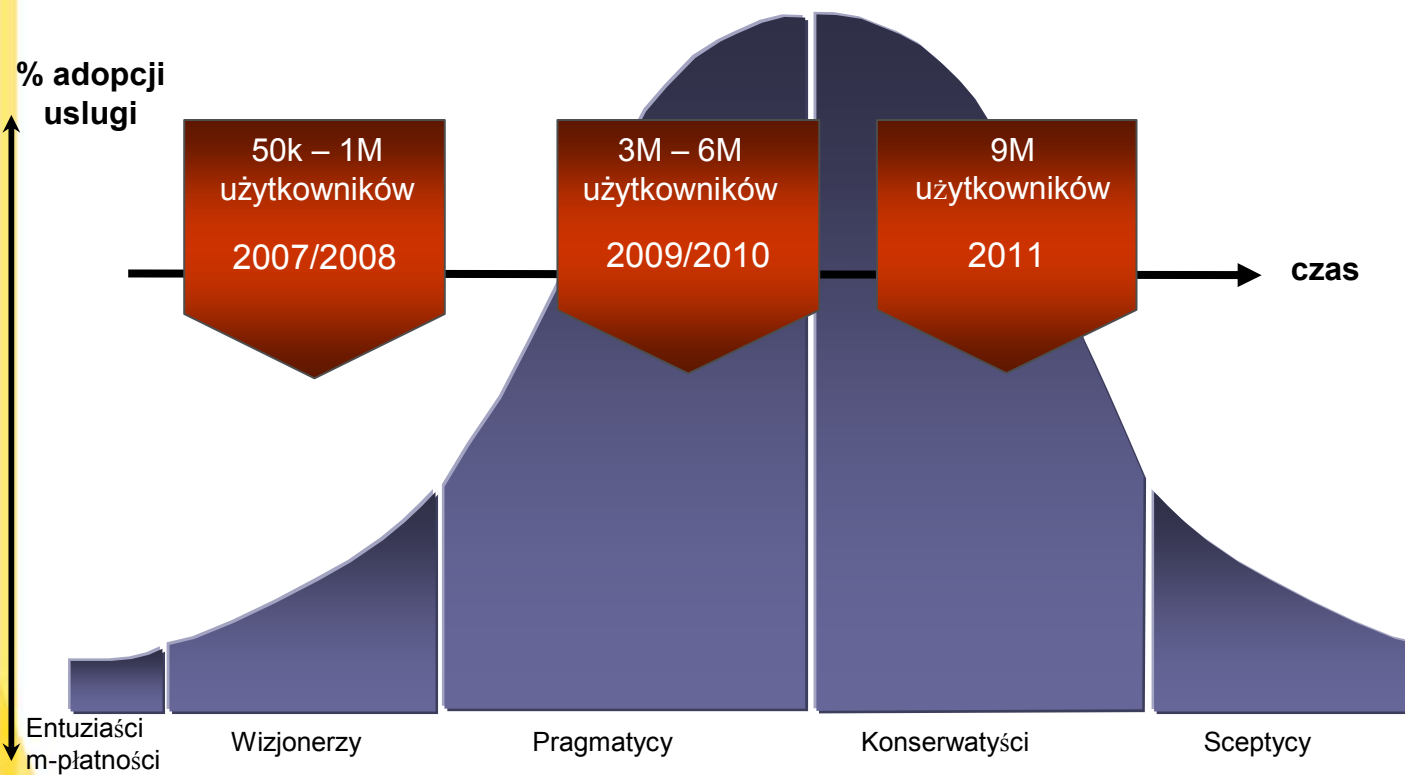 % adopcji
uslugi
50k – 1M
użytkowników
2007/2008
3M – 6M
użytkowników
2009/2010
9M
użytkowników
2011
czas
Entuziaści
m-płatności
Wizjonerzy
Pragmatycy
Konserwatyści
Sceptycy